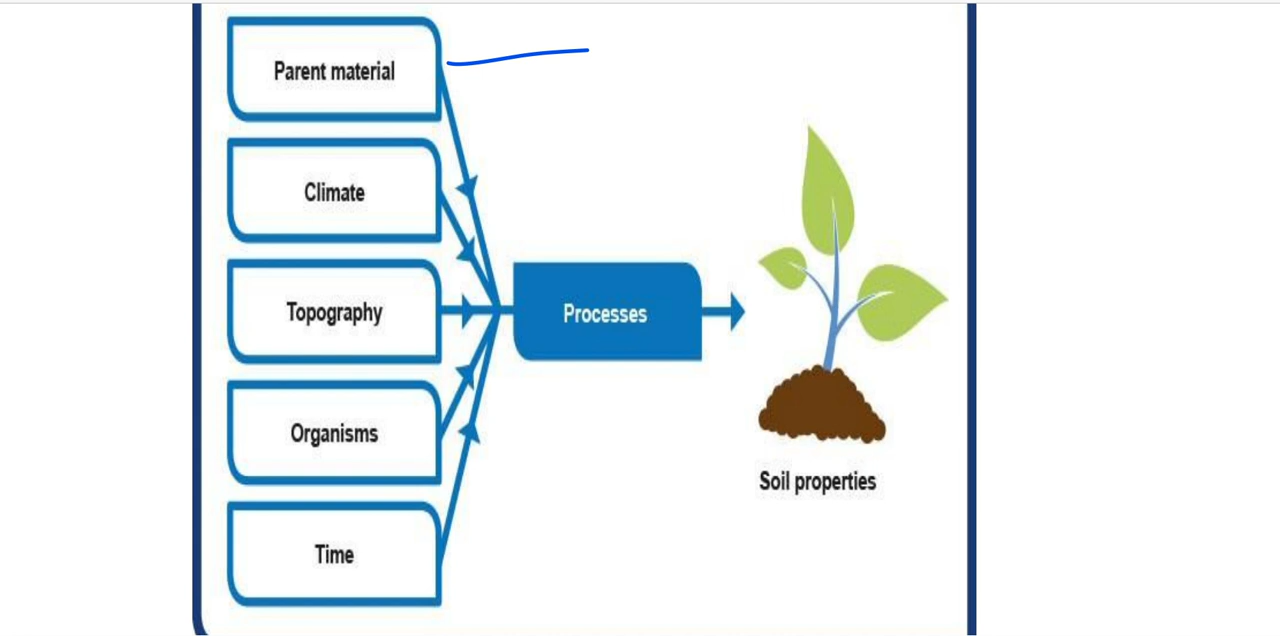 Parent material
Climate
Topography
Organisms
Time
Processes
Soil properties